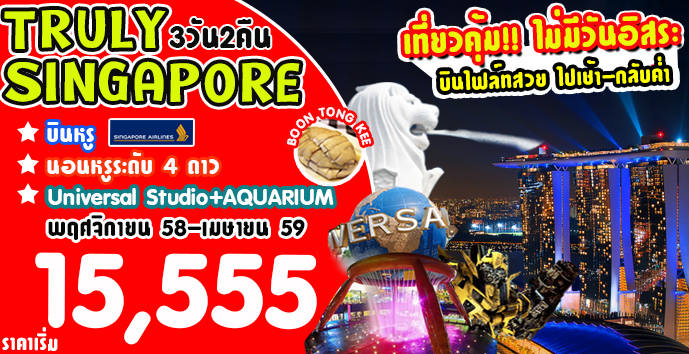 TRULY 3วัน2คืน
SINGAPORE
เที่ยวคุ้ม!! ไม่มีวันอิสระ
บินไฟล์ทสวย ไปเช้า-กลับค่ำ
บินหรู
SINGAPORE AIRLINES
BOON TONG KEE
นอนหรูระดับ 4 ดาว
Universal Studio+AQUARIUM
พฤศจิกายน 58-เมษายน 59
15,555
ราคาเริ่ม
VERSA